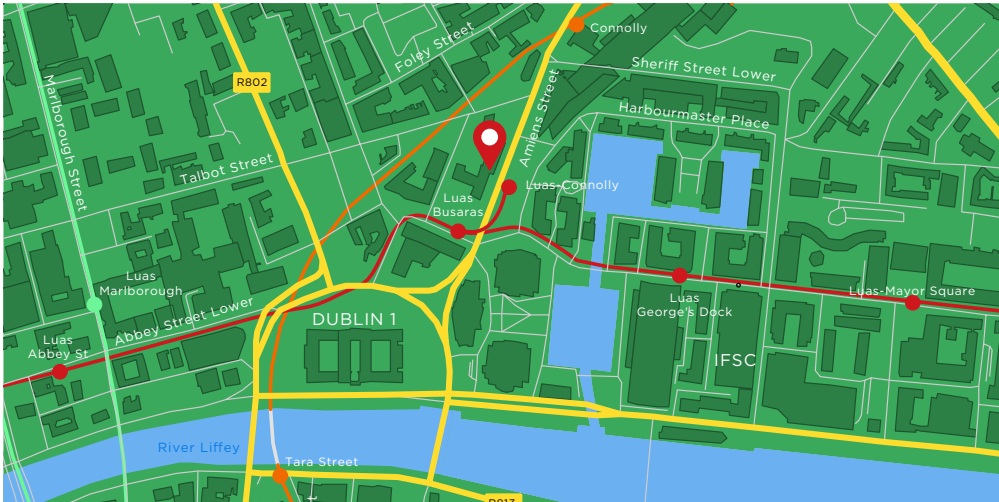 Connolly
Foley Street
Sheriff Street Lower
R802
Harbourmaster Place
Marlborough Street
Amiens Street
Talbot Street
Luas-Connolly
Luas
Busaras
Luas
Marlborough
Luas-Mayor Square
Luas
George's Dock
Abbey Street Lower
DUBLIN 1
Luas
Abbey St
IFSC
River Liffey
Tara Street